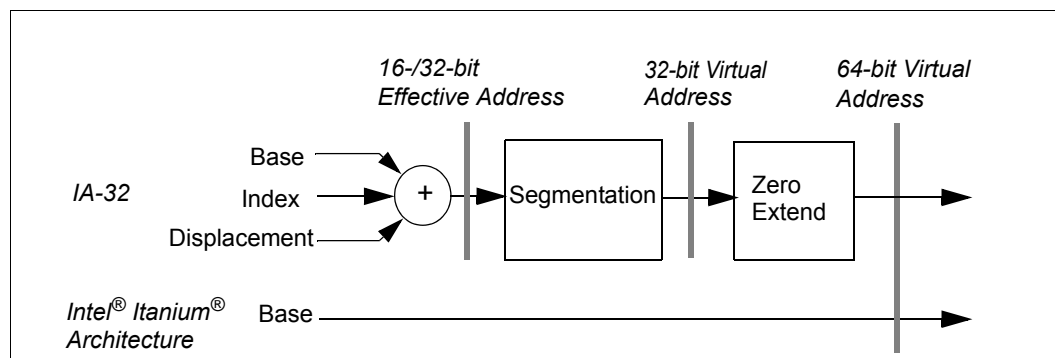 16-/32-bit
Effective Address
32-bit Virtual
Address
64-bit Virtual
Address
IA-32
Base
Index
Displacement
+
Segmentation
Zero
Extend
Intel® Itanium®
Architecture
Base